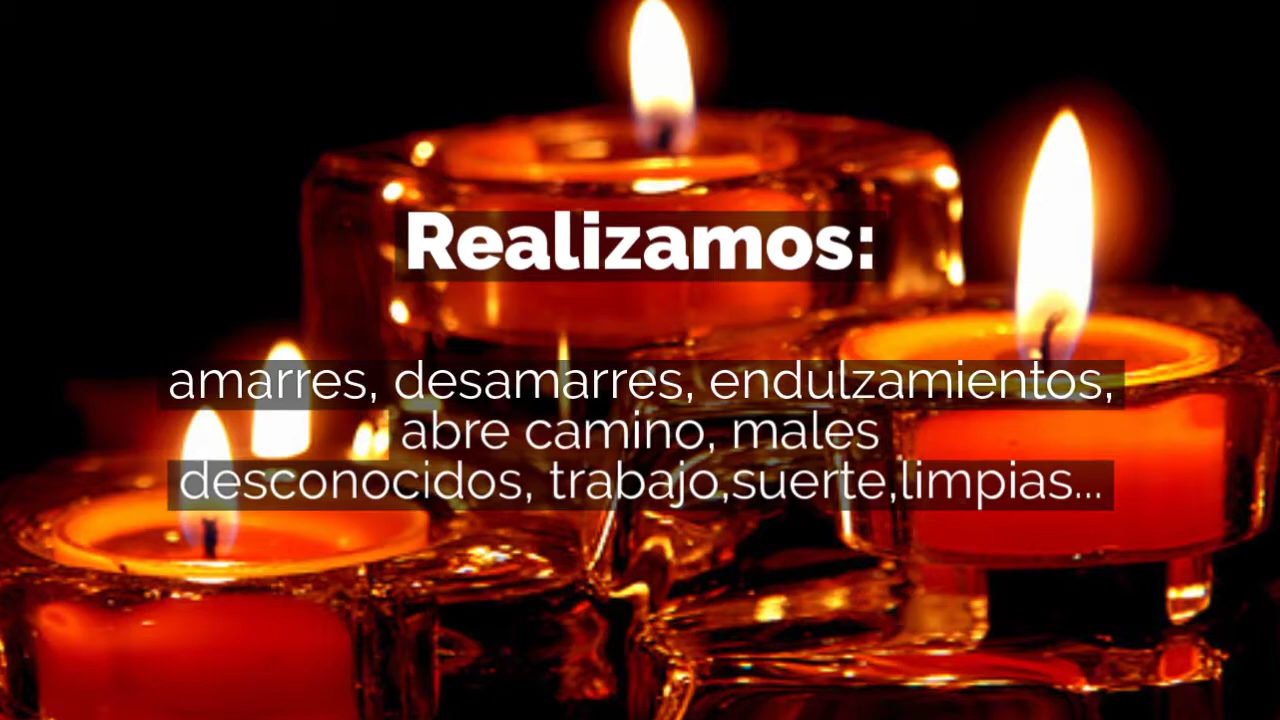 Realizamos:
amarres, desamarres, endulzamientos,
abre camino, males
desconocidos, trabajo,suerte,limpias...